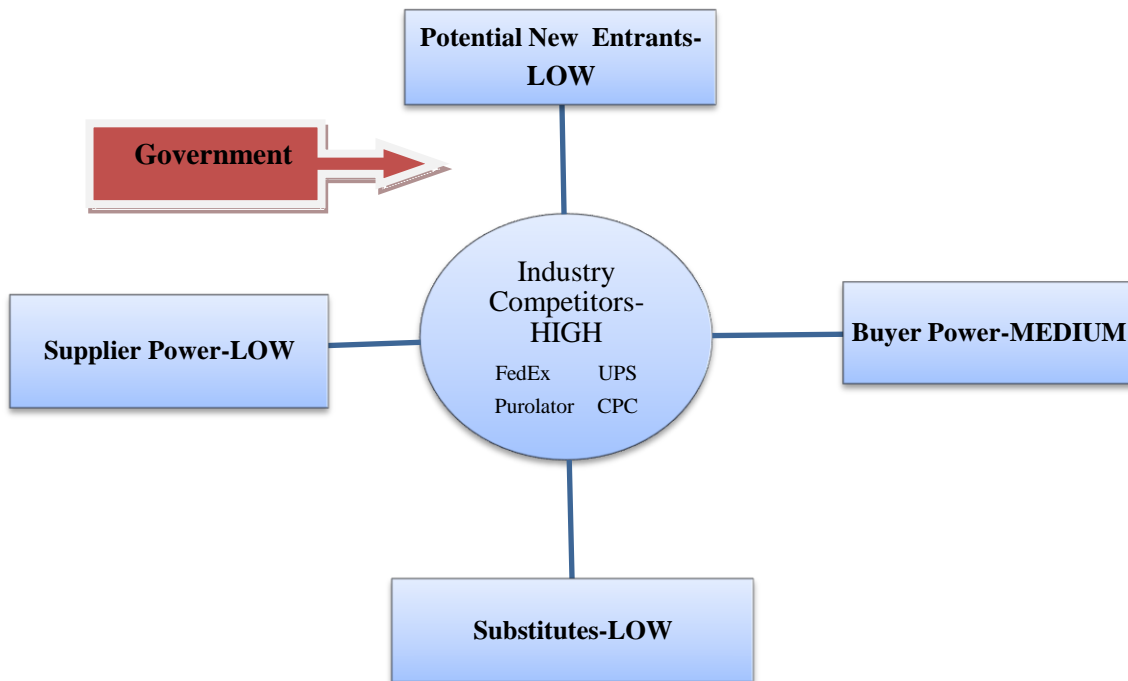 Potential New Entrants-
LOW
Government
Industry
Competitors-
HIGH
FedEx UPS
Purolator CPC
Supplier Power-LOW
Buyer Power-MEDIUM
Substitutes-LOW